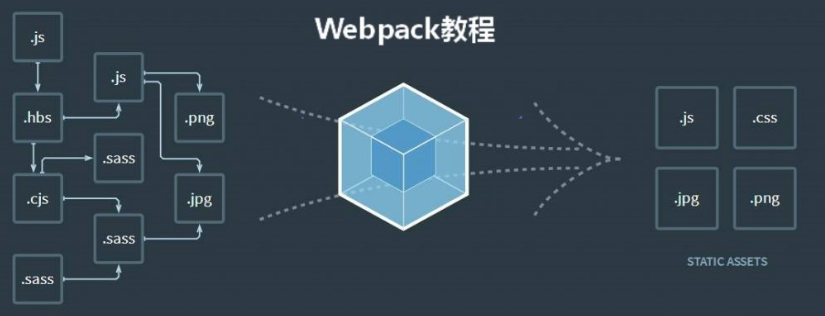 Webpack教程
.js
.js
.hbs
.png
.sass
.cjs
.jpg
.sass
.sass
.js
.css
.jpg
.png
STATIC ASSETS